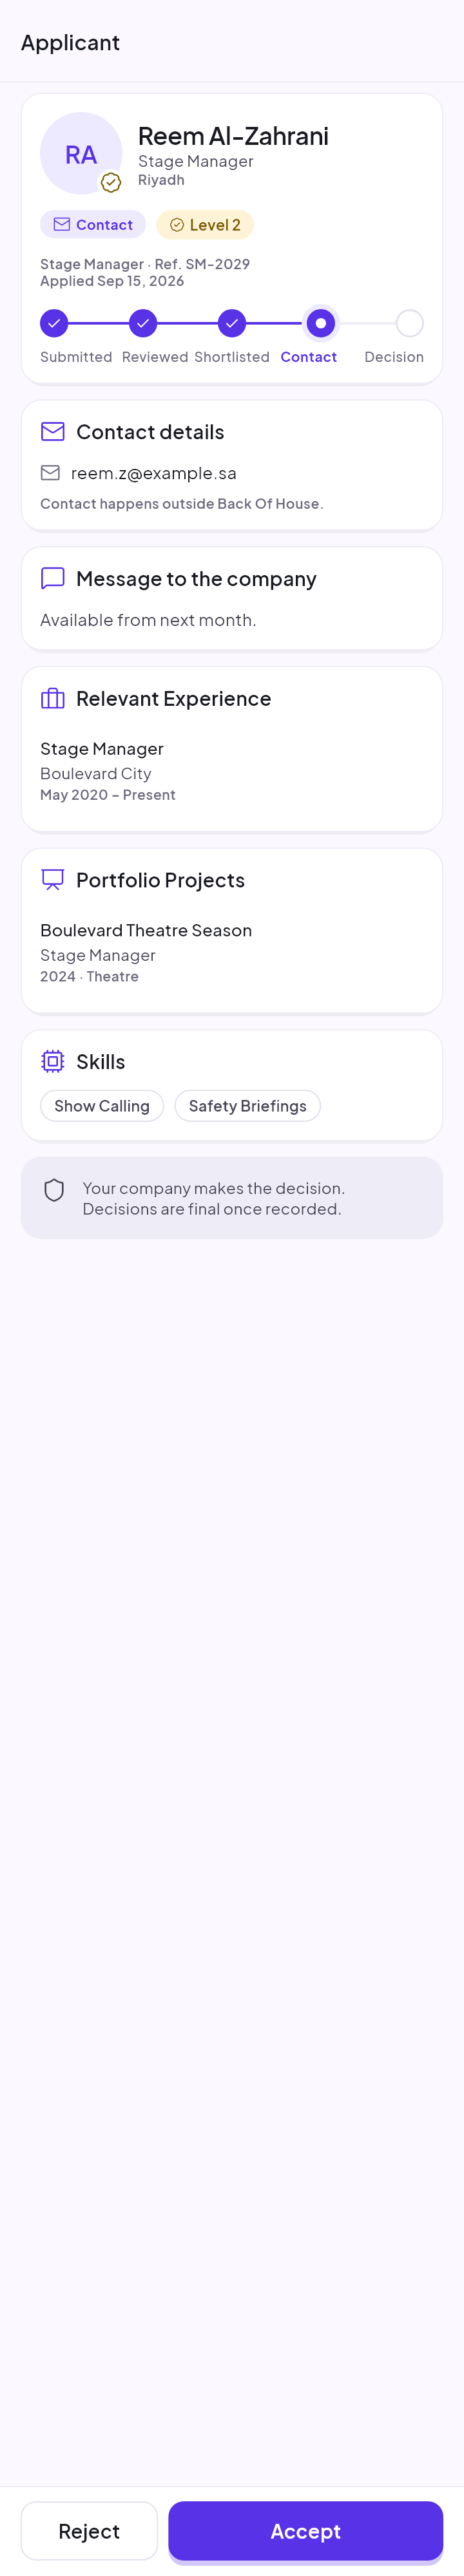 Applicant
RA
Reem Al-Zahrani
Stage Manager
Riyadh
Contact
Level 2
Stage Manager · Ref. SM-2029
Applied Sep 15, 2026
Submitted Reviewed Shortlisted Contact Decision
Contact details
reem.z@example.sa
Contact happens outside Back Of House.
Message to the company
Available from next month.
Relevant Experience
Stage Manager
Boulevard City
May 2020 – Present
Portfolio Projects
Boulevard Theatre Season
Stage Manager
2024 · Theatre
Skills
Show Calling
Safety Briefings
Your company makes the decision.
Decisions are final once recorded.
Reject
Accept